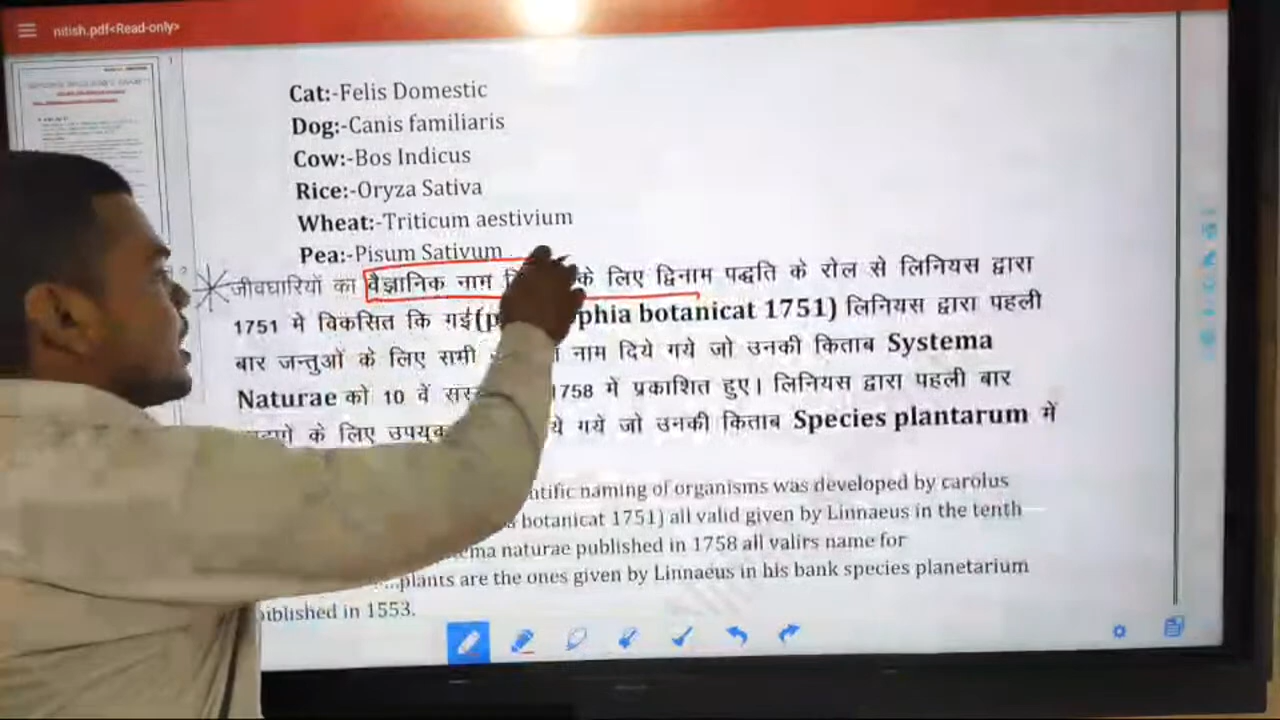 nitish.pdf<Read-only>
Cat:-Felis Domestic
Dog:-Canis familiaris
Cow:-Bos Indicus
Rice:-Oryza Sativa
Wheat:-Triticum aestivium
Pea:-Pisum Sativum
जीवधारियों का वैज्ञानिक नाम के लिए द्विनाम पद्धति के रोल से लिनियस द्वारा
1751 मे विकसित कि गई(p phia botanicat 1751) लिनियस द्वारा पहली
बार जन्तुओं के लिए सभी नाम दिये गये जो उनकी किताब Systema
Naturae को 10 वें 1758 में प्रकाशित हुए। लिनियस द्वारा पहली बार
के लिए गये जो उनकी किताब Species plantarum में
ntific naming of organisms was developed by carolus
botanicat 1751) all valid given by Linnaeus in the tenth
ema naturae published in 1758 all valirs name for
...plants are the ones given by Linnaeus in his bank species planetarium
iblished in 1553.